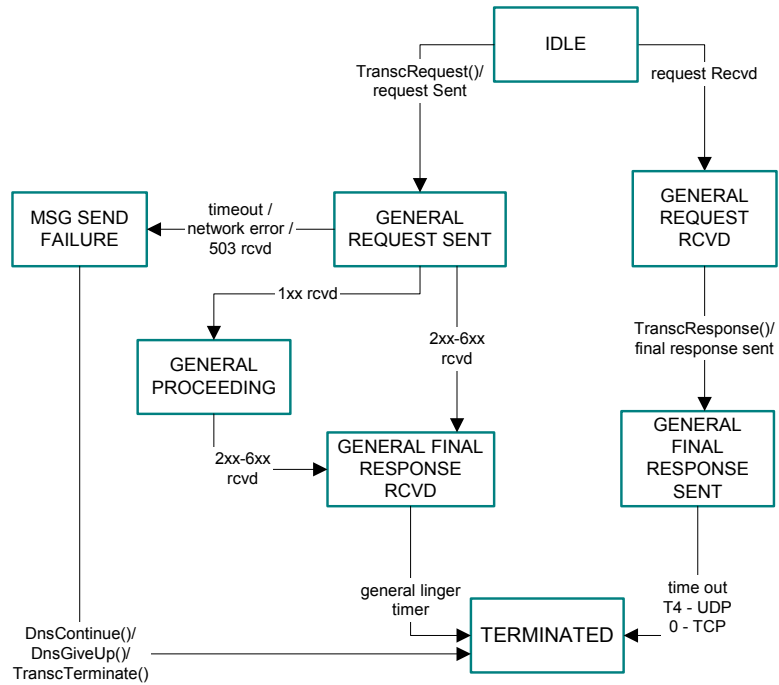 IDLE
TranscRequest()/
request Sent
request Recvd
MSG SEND
FAILURE
timeout /
network error /
503 rcvd
GENERAL
REQUEST SENT
GENERAL
REQUEST
RCVD
1xx rcvd
2xx-6xx
rcvd
TranscResponse()/
final response sent
GENERAL
PROCEEDING
2xx-6xx
rcvd
GENERAL FINAL
RESPONSE
RCVD
GENERAL
FINAL
RESPONSE
SENT
general linger
timer
time out
T4 - UDP
0 - TCP
DnsContinue()/
DnsGiveUp()/
TranscTerminate()
TERMINATED